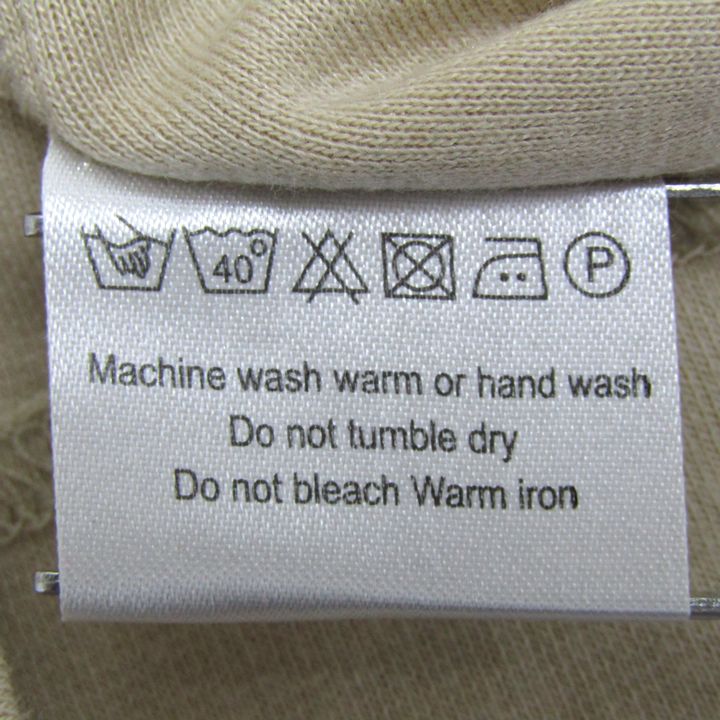 40° P
Machine wash warm or hand wash
Do not tumble dry
Do not bleach Warm iron